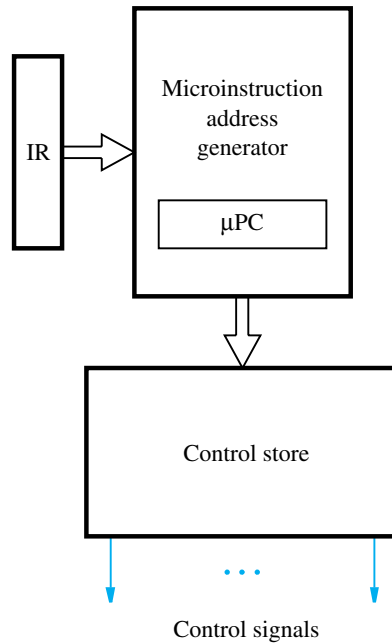 Microinstruction
address
generator
IR
μPC
Control store
. . .
Control signals